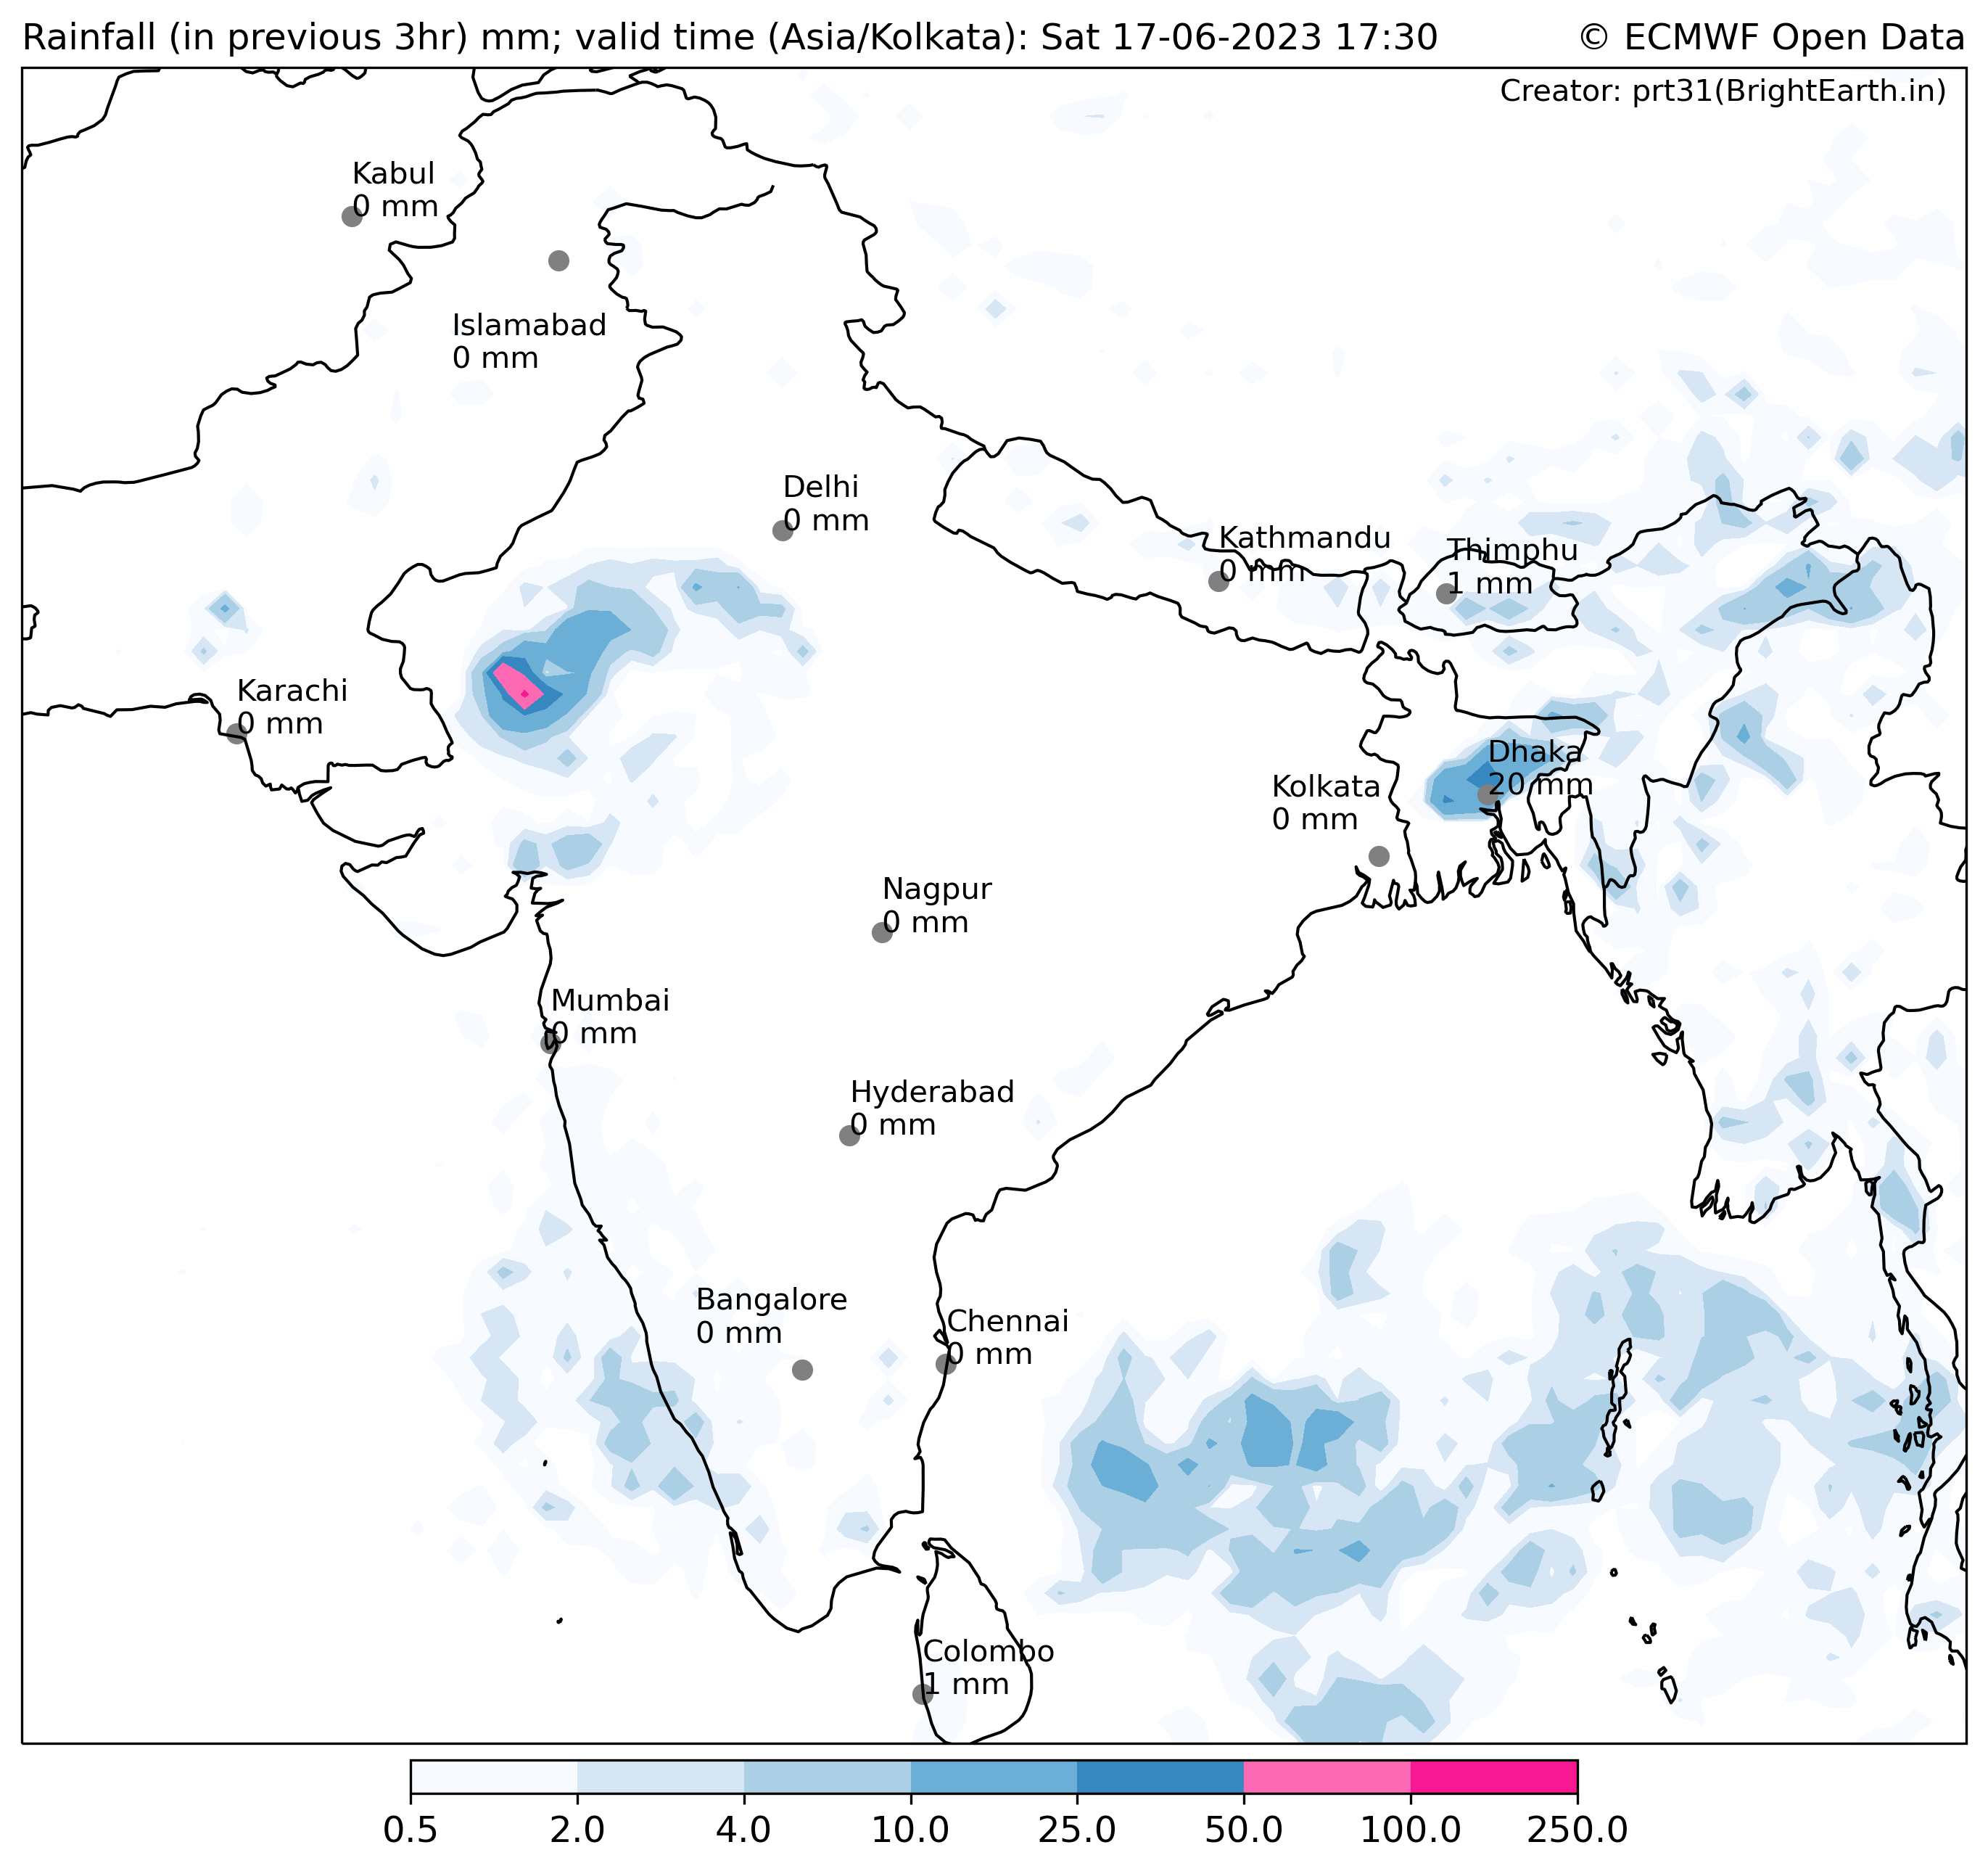 Rainfall (in previous 3hr) mm; valid time (Asia/Kolkata): Sat 17-06-2023 17:30
© ECMWF Open Data
Creator: prt31(BrightEarth.in)
Kabul
0 mm
Islamabad
0 mm
Delhi
0 mm
Kathmandu
0 mm
Thimphu
1 mm
Karachi
0 mm
Dhaka
20 mm
Kolkata
0 mm
Nagpur
0 mm
Mumbai
0 mm
Hyderabad
0 mm
Bangalore
0 mm
Chennai
0 mm
Colombo
1 mm
0.5 2.0 4.0 10.0 25.0 50.0 100.0 250.0